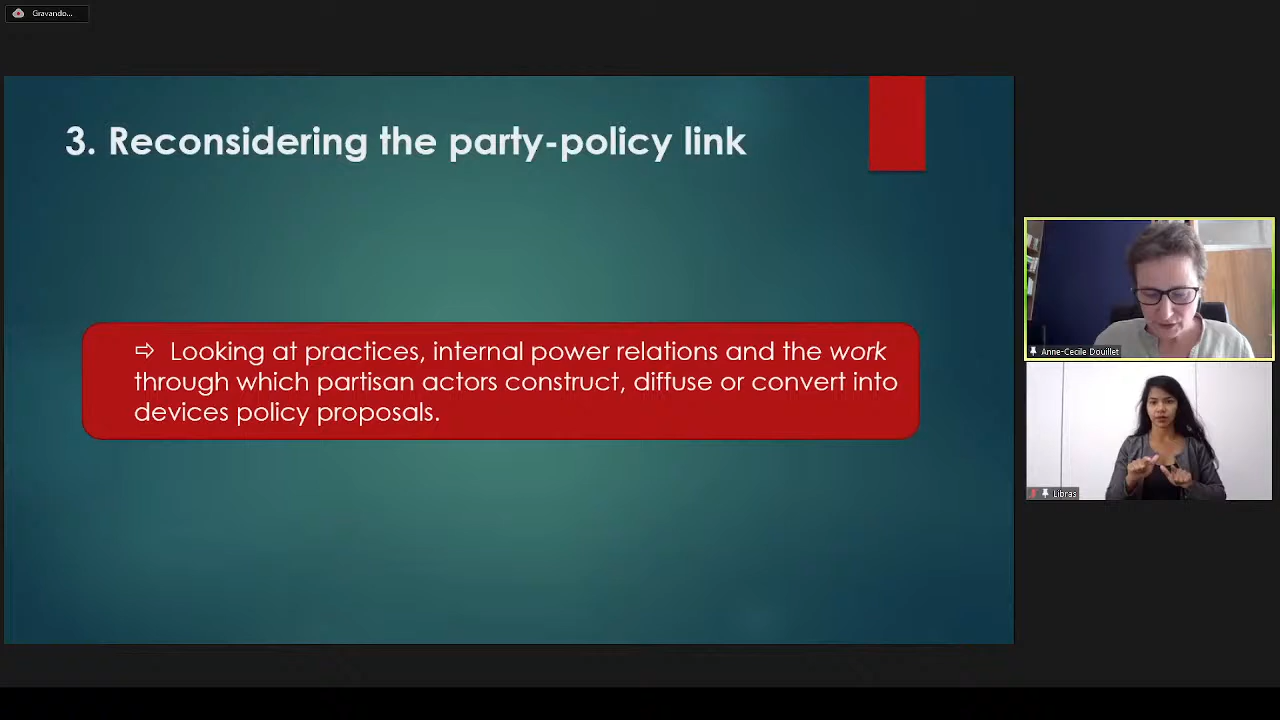 Gravando...
3. Reconsidering the party-policy link
⇨ Looking at practices, internal power relations and the work
through which partisan actors construct, diffuse or convert into
devices policy proposals.
Anne-Cecile Douillet
Libras